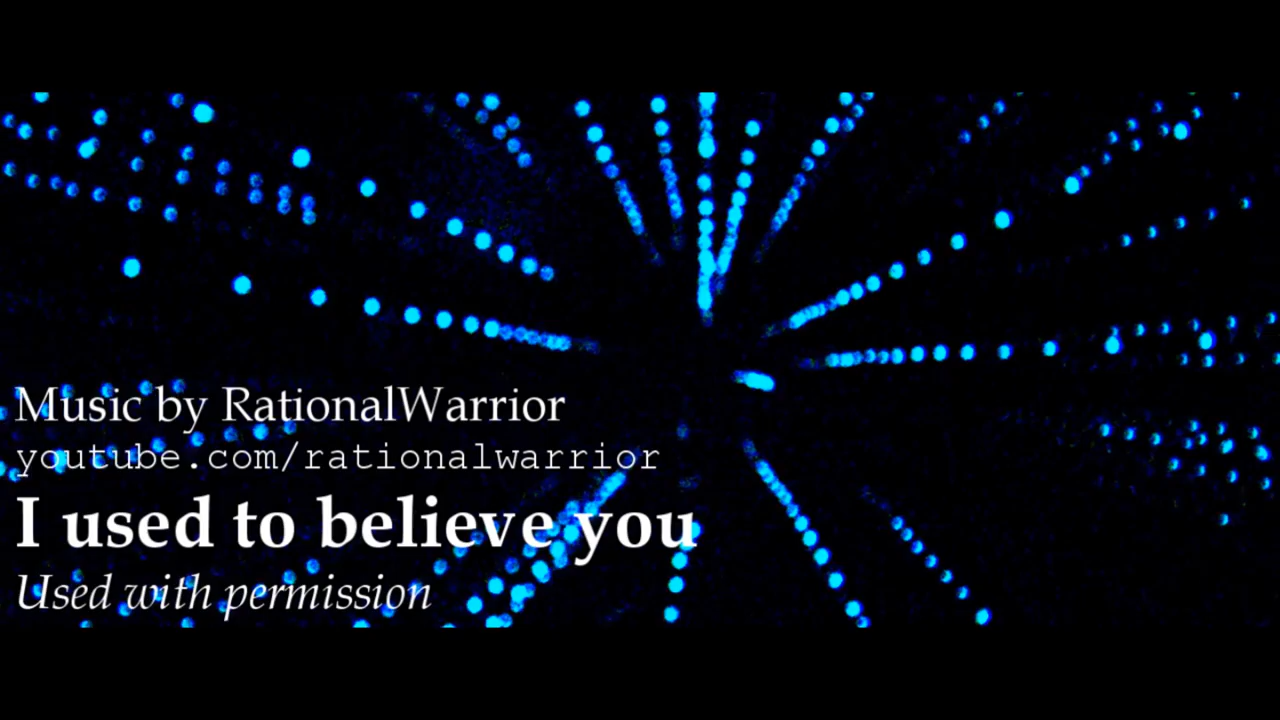 Music by RationalWarrior
youtube.com/rationalwarrior
I used to believe you
Used with permission